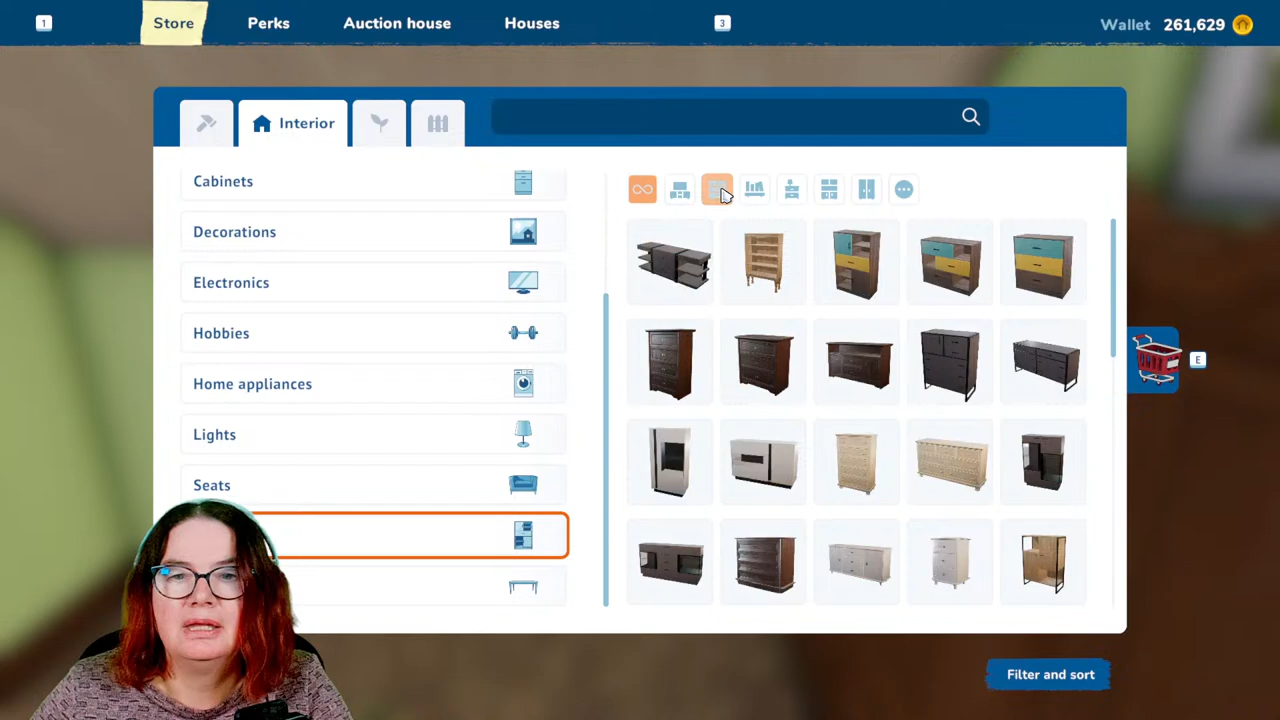 1
Store
Perks
Auction house
Houses
3
Wallet 261,629
Interior
Cabinets
Decorations
Electronics
Hobbies
Home appliances
Lights
Seats
E
Filter and sort